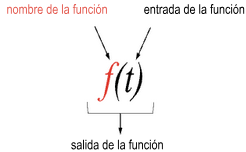 nombre de la función
entrada de la función
f(t)
salida de la función